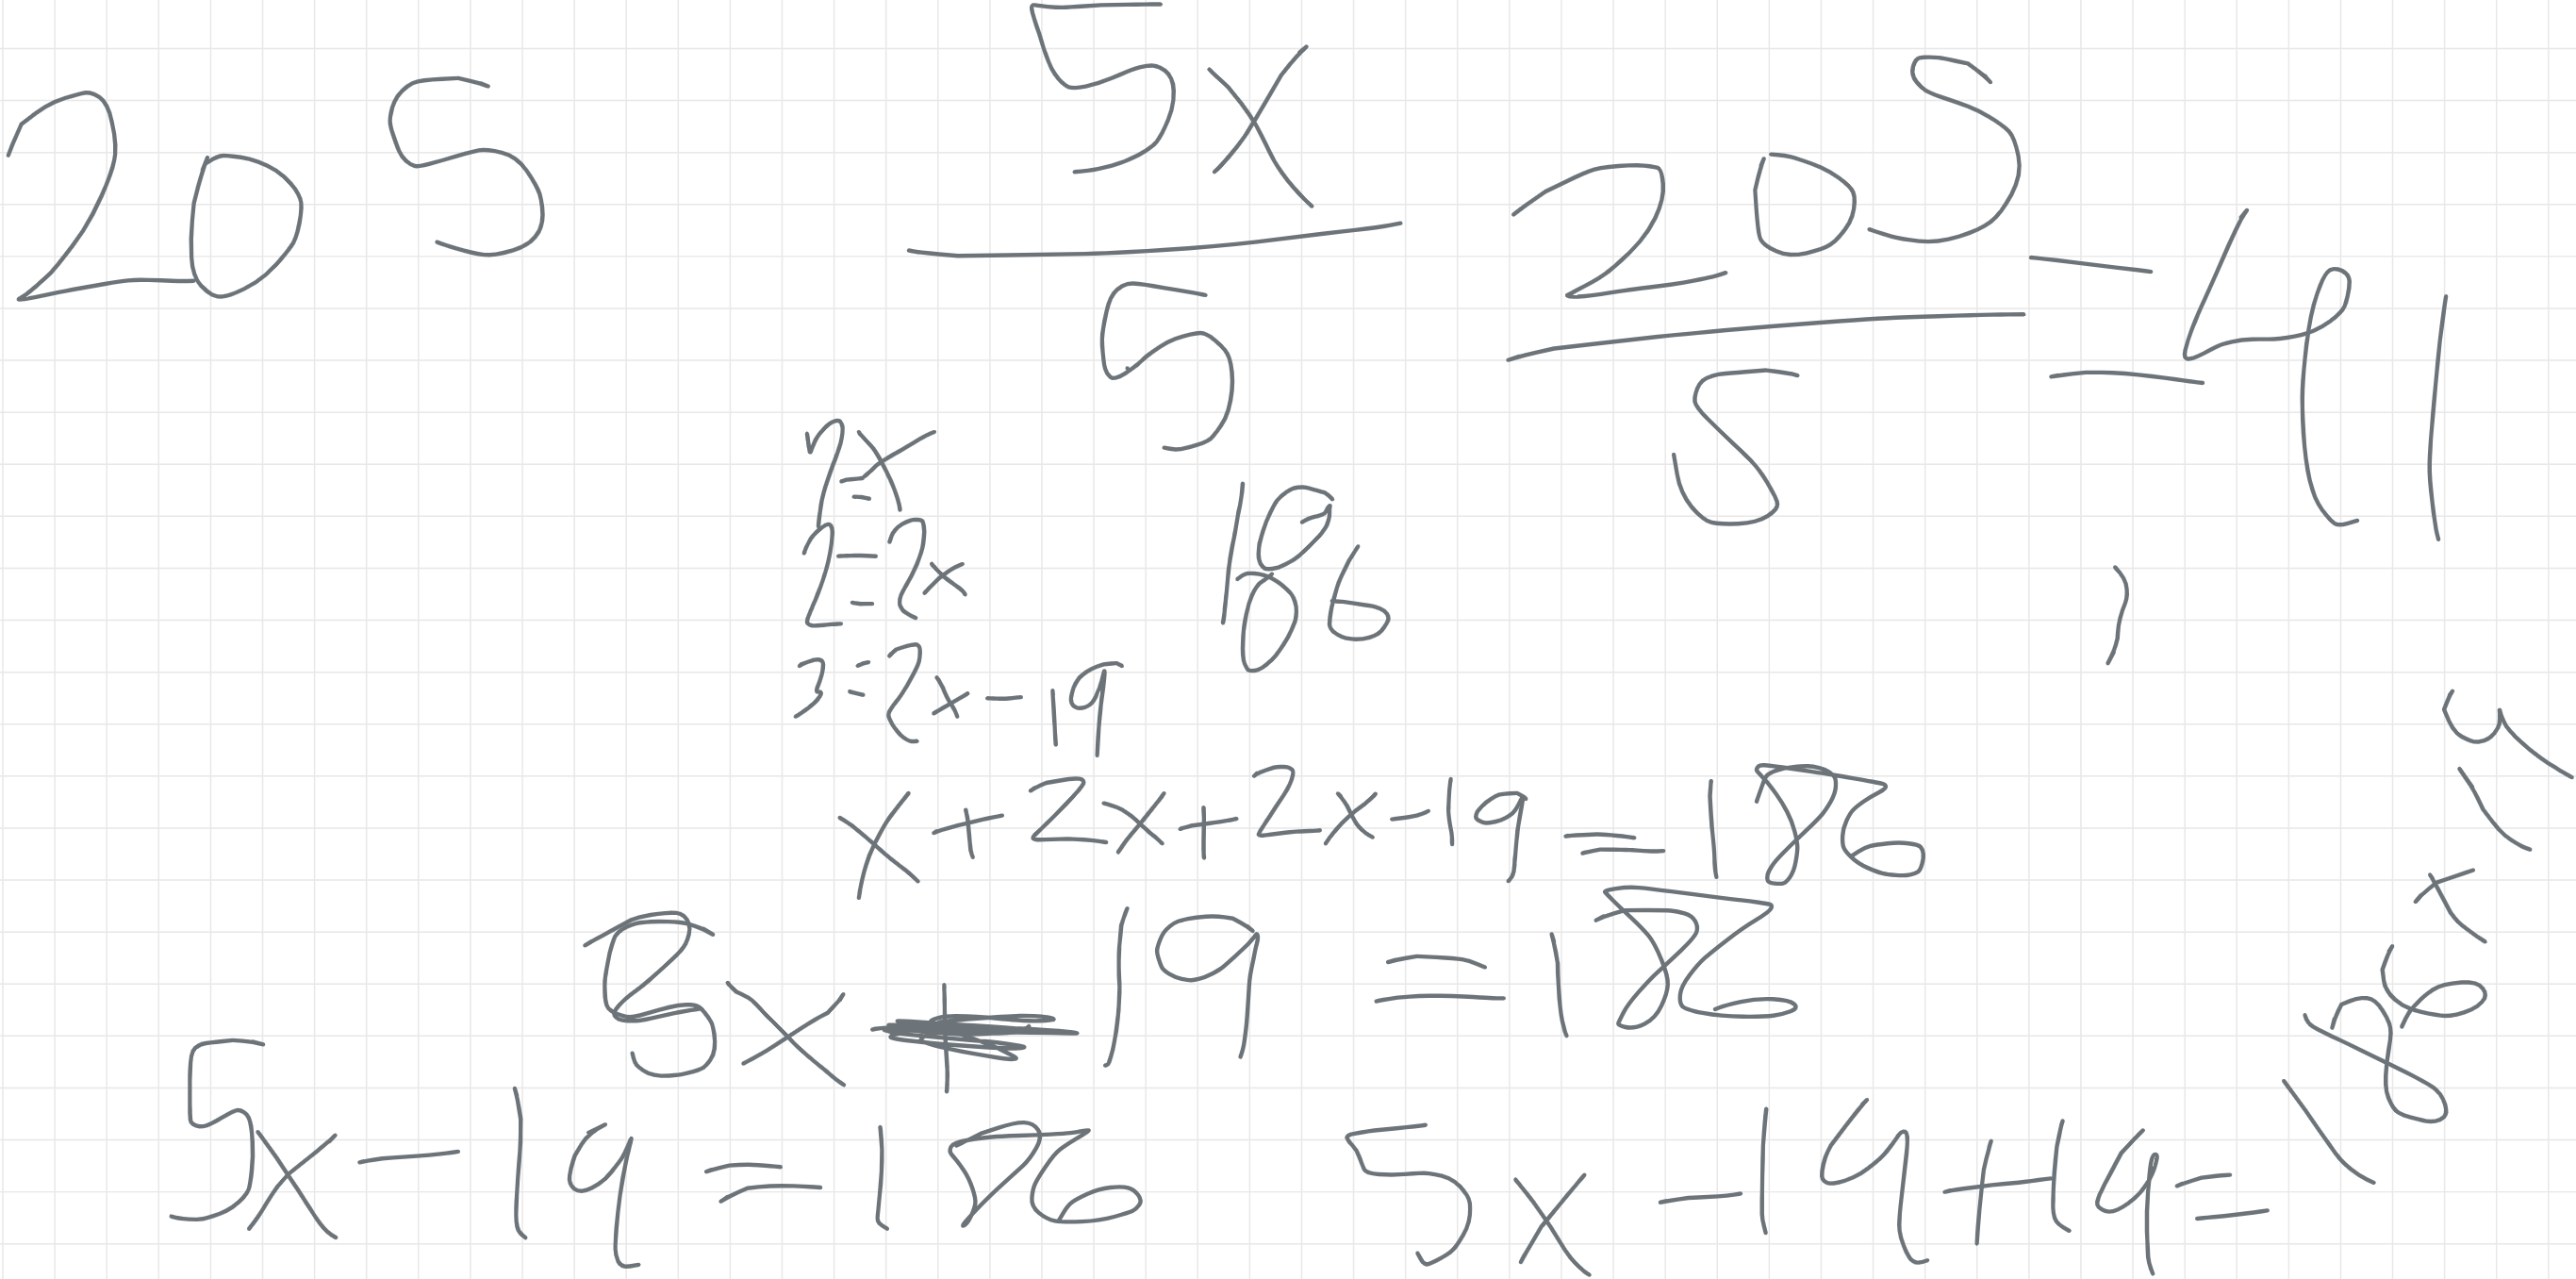 205
5x
5
205
5
= 41
1 = x
2 = 2x
3 = 2x - 19
186
x + 2x + 2x - 19 = 186
5x 19 = 186
5x - 19 = 186
5x - 19 + 19 = 186 + 19